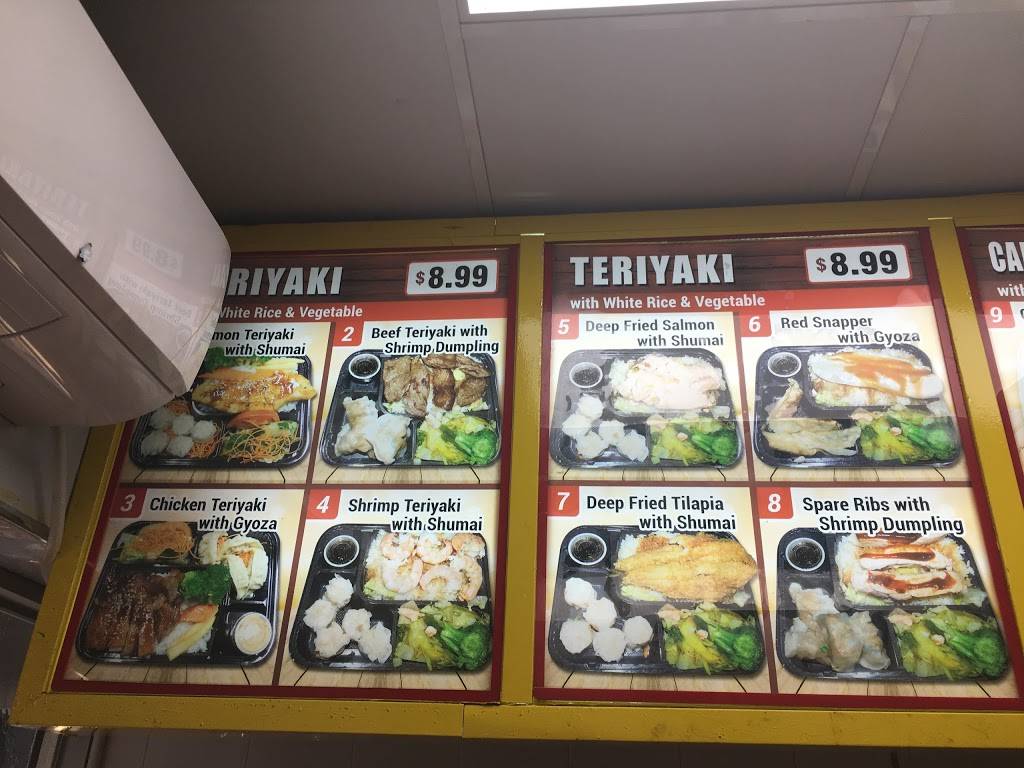 RIYAKI
$8.99
White Rice & Vegetable
mon Teriyaki
with Shumai
2
Beef Teriyaki with
Shrimp Dumpling
3
Chicken Teriyaki
with Gyoza
4
Shrimp Teriyaki
with Shumai
TERIYAKI
$8.99
with White Rice & Vegetable
5
Deep Fried Salmon
with Shumai
6
Red Snapper
with Gyoza
7
Deep Fried Tilapia
with Shumai
8
Spare Ribs with
Shrimp Dumpling
CA
with
9